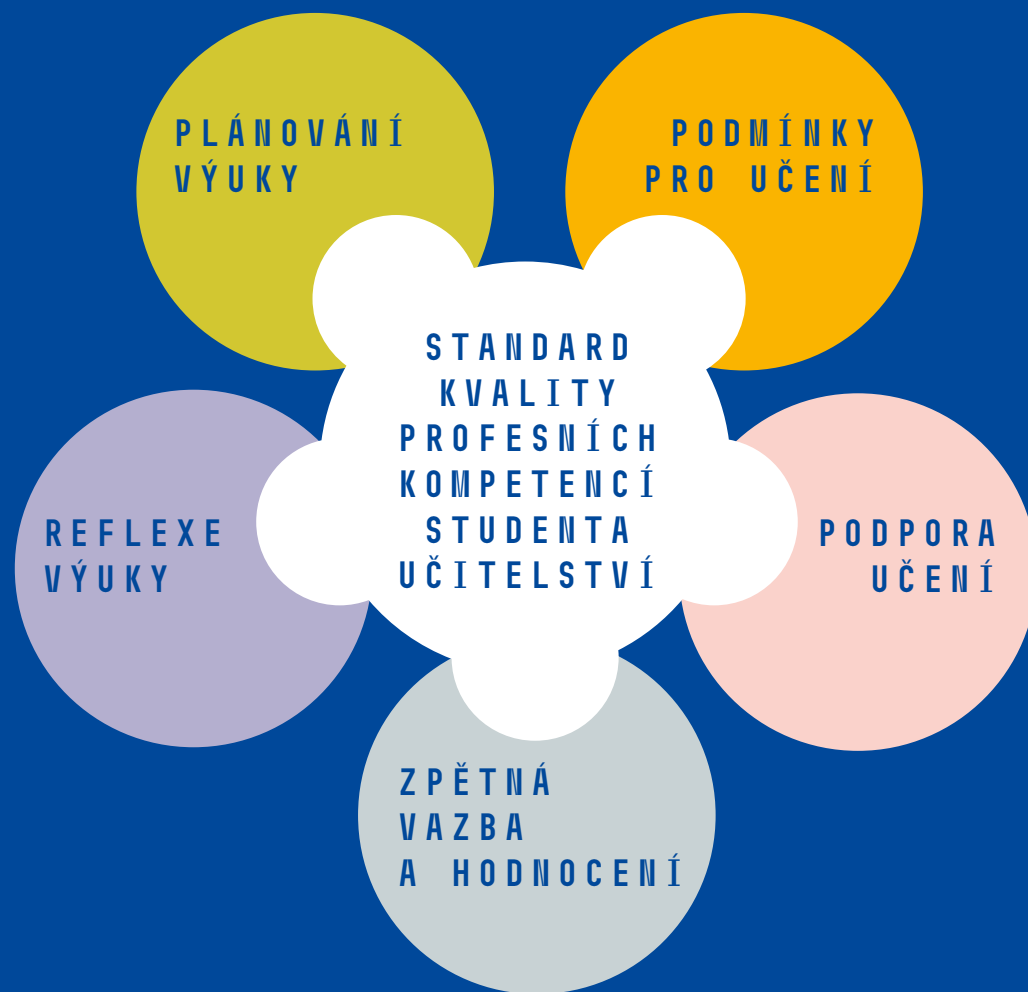 PLÁNOVÁNÍ
VÝUKY
PODMÍNKY
PRO UČENÍ
STANDARD
KVALITY
PROFESNÍCH
KOMPETENCÍ
STUDENTA
UČITELSTVÍ
REFLEXE
VÝUKY
PODPORA
UČENÍ
ZPĚTNÁ
VAZBA
A HODNOCENÍ